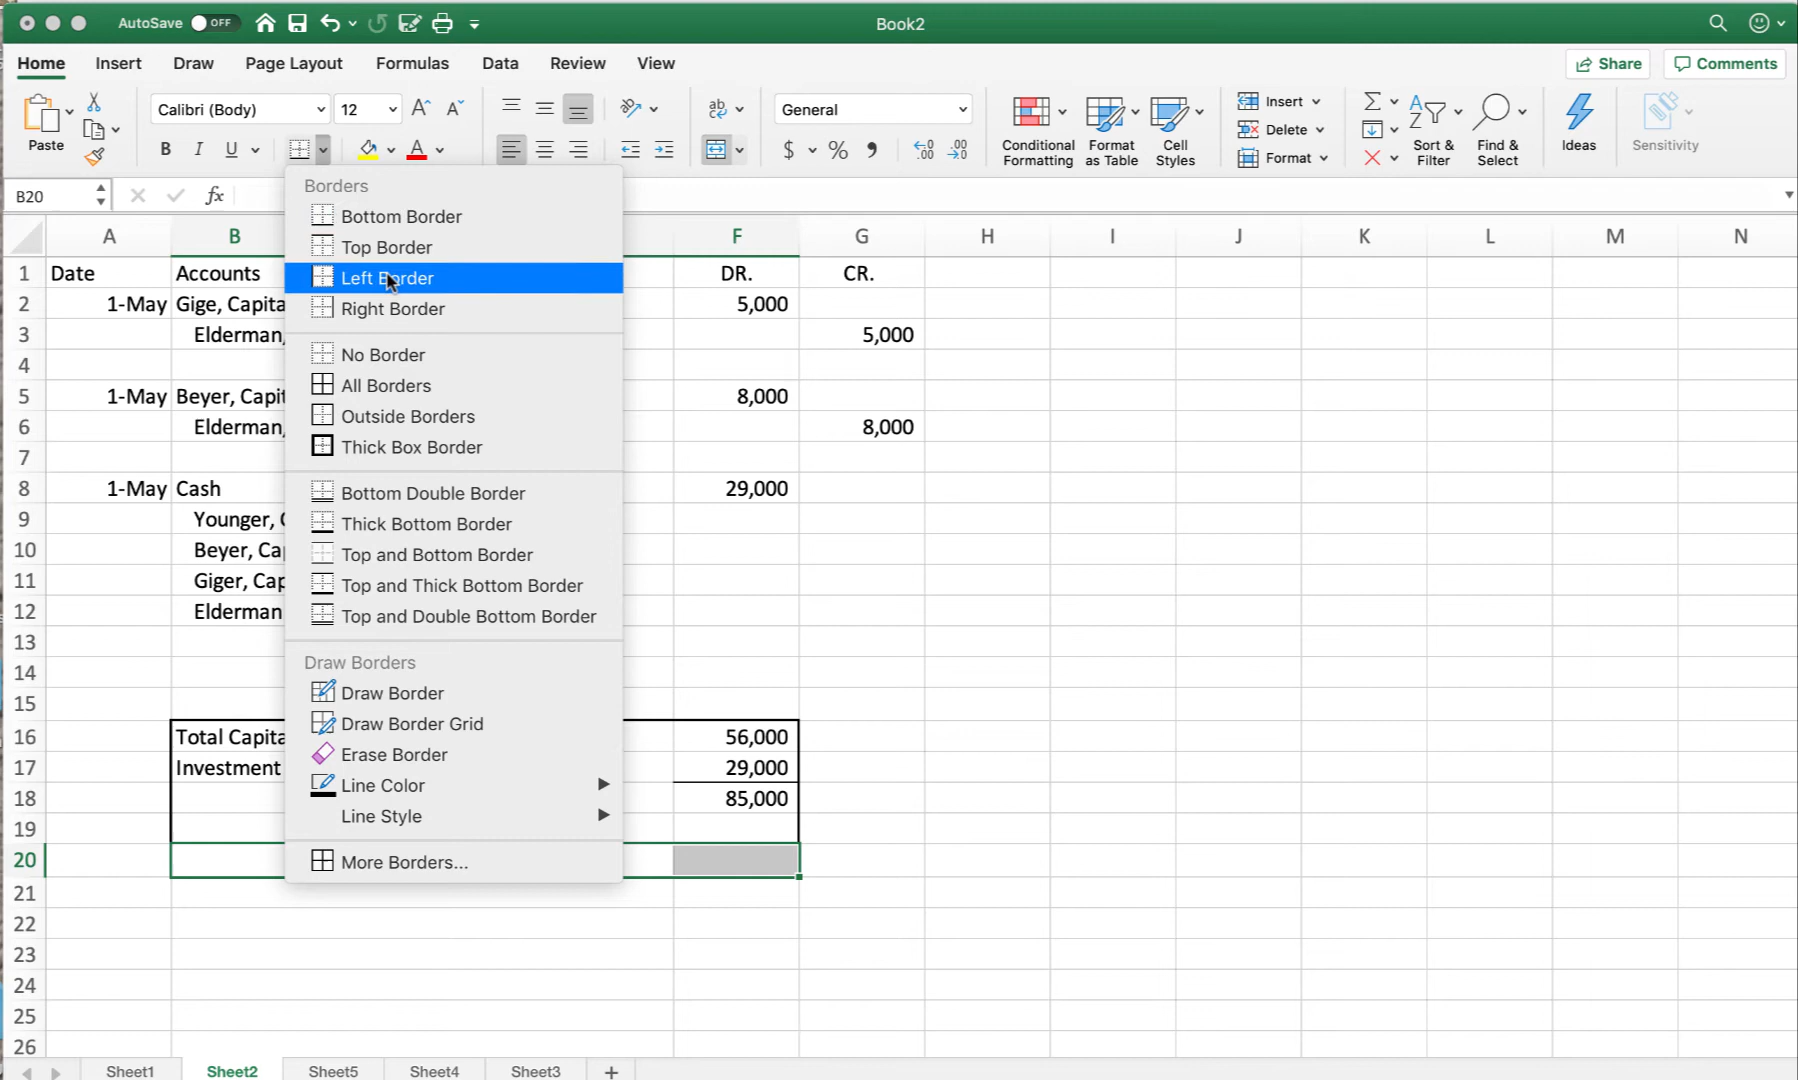 AutoSave OFF
Book2
Home Insert Draw Page Layout Formulas Data Review View Share Comments
Paste
Calibri (Body) 12
General
B I U A
ab c
$ % ,
Conditional Formatting
Format as Table
Cell Styles
Insert
Delete
Format
Sort & Filter
Find & Select
Ideas
Sensitivity
B20 fx
Borders
Bottom Border
Top Border
Left Border
Right Border
No Border
All Borders
Outside Borders
Thick Box Border
Bottom Double Border
Thick Bottom Border
Top and Bottom Border
Top and Thick Bottom Border
Top and Double Bottom Border
Draw Borders
Draw Border
Draw Border Grid
Erase Border
Line Color
Line Style
More Borders...
A B F G H I J K L M N
1 Date Accounts DR. CR.
2 1-May Gige, Capita 5,000
3 Elderman, 5,000
4
5 1-May Beyer, Capit 8,000
6 Elderman, 8,000
7
8 1-May Cash 29,000
9 Younger, C
10 Beyer, Cap
11 Giger, Cap
12 Elderman
13
14
15
16 Total Capita 56,000
17 Investment 29,000
18 85,000
19
20
21
22
23
24
25
26
Sheet1 Sheet2 Sheet5 Sheet4 Sheet3 +